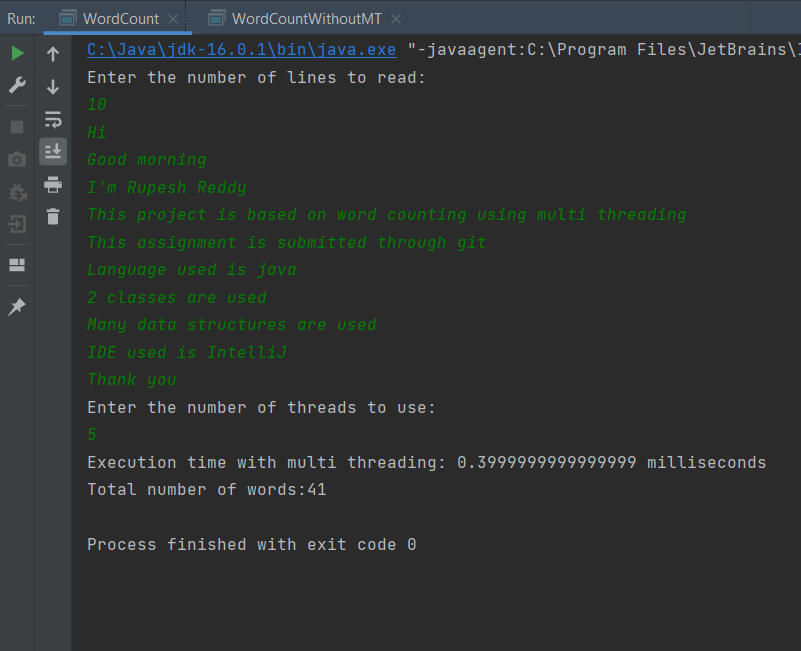 Run: WordCount WordCountWithoutMT
C:\Java\jdk-16.0.1\bin\java.exe "-javaagent:C:\Program Files\JetBrains\
Enter the number of lines to read:
10
Hi
Good morning
I'm Rupesh Reddy
This project is based on word counting using multi threading
This assignment is submitted through git
Language used is java
2 classes are used
Many data structures are used
IDE used is IntelliJ
Thank you
Enter the number of threads to use:
5
Execution time with multi threading: 0.3999999999999999 milliseconds
Total number of words:41
Process finished with exit code 0